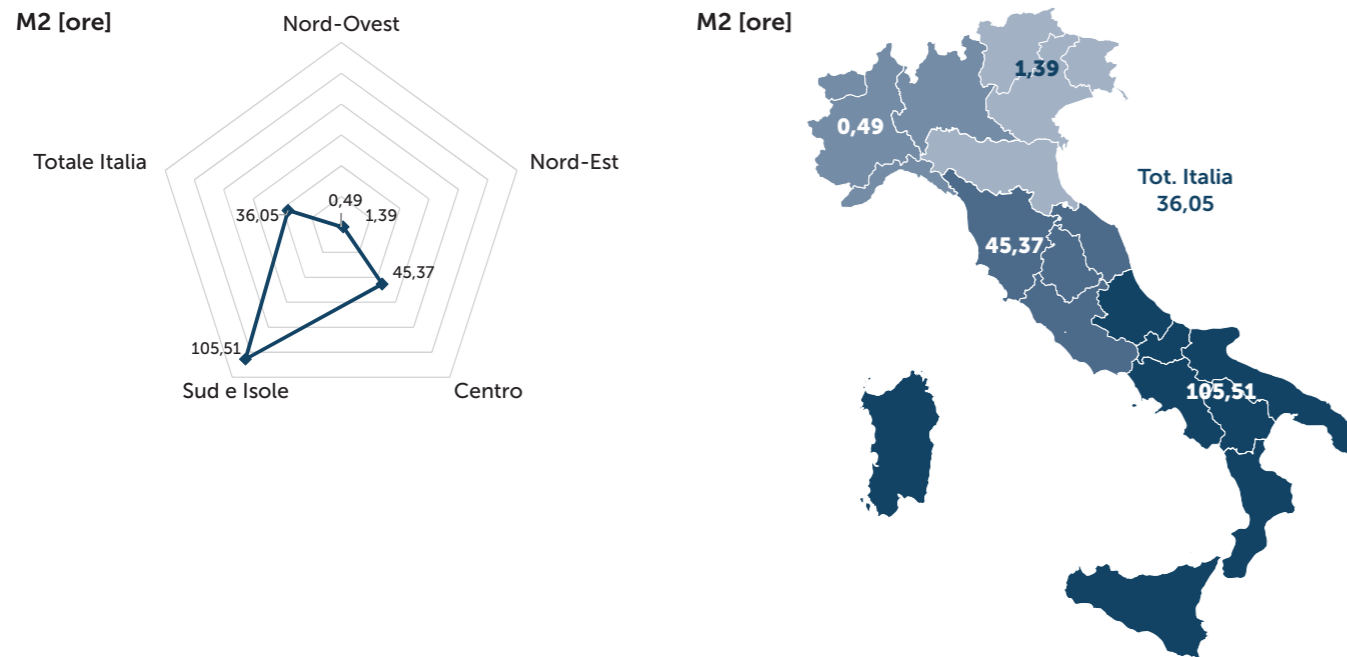 M2 [ore]
Nord-Ovest
Nord-Est
Totale Italia
0,49
1,39
36,05
45,37
105,51
Sud e Isole
Centro
M2 [ore]
1,39
0,49
Tot. Italia
36,05
45,37
105,51